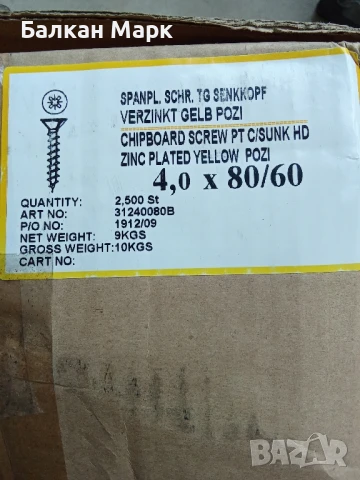 Балкан Марк
SPANPL. SCHR. TG SENKKOPF
VERZINKT GELB POZI
CHIPBOARD SCREW PT C/SUNK HD
ZINC PLATED YELLOW POZI
4,0 x 80/60
QUANTITY: 2,500 St
ART NO: 31240080B
P/O NO: 1912/09
NET WEIGHT: 9KGS
GROSS WEIGHT:10KGS
CART NO:
BAZAR